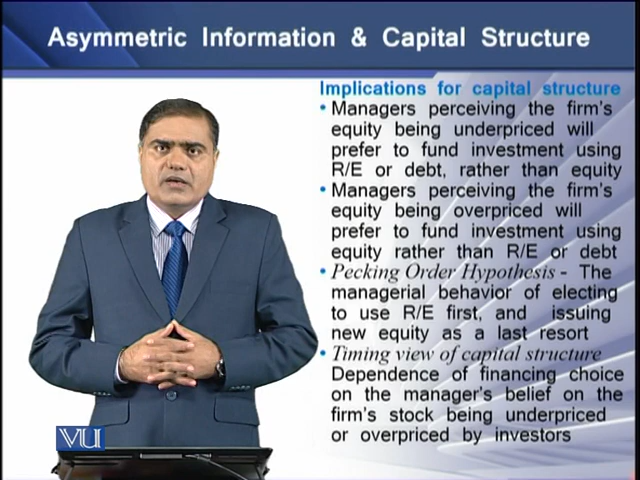 Asymmetric Information & Capital Structure
Implications for capital structure
• Managers perceiving the firm's
equity being underpriced will
prefer to fund investment using
R/E or debt, rather than equity
• Managers perceiving the firm's
equity being overpriced will
prefer to fund investment using
equity rather than R/E or debt
• Pecking Order Hypothesis - The
managerial behavior of electing
to use R/E first, and issuing
new equity as a last resort
• Timing view of capital structure
Dependence of financing choice
on the manager's belief on the
firm's stock being underpriced
or overpriced by investors
VU